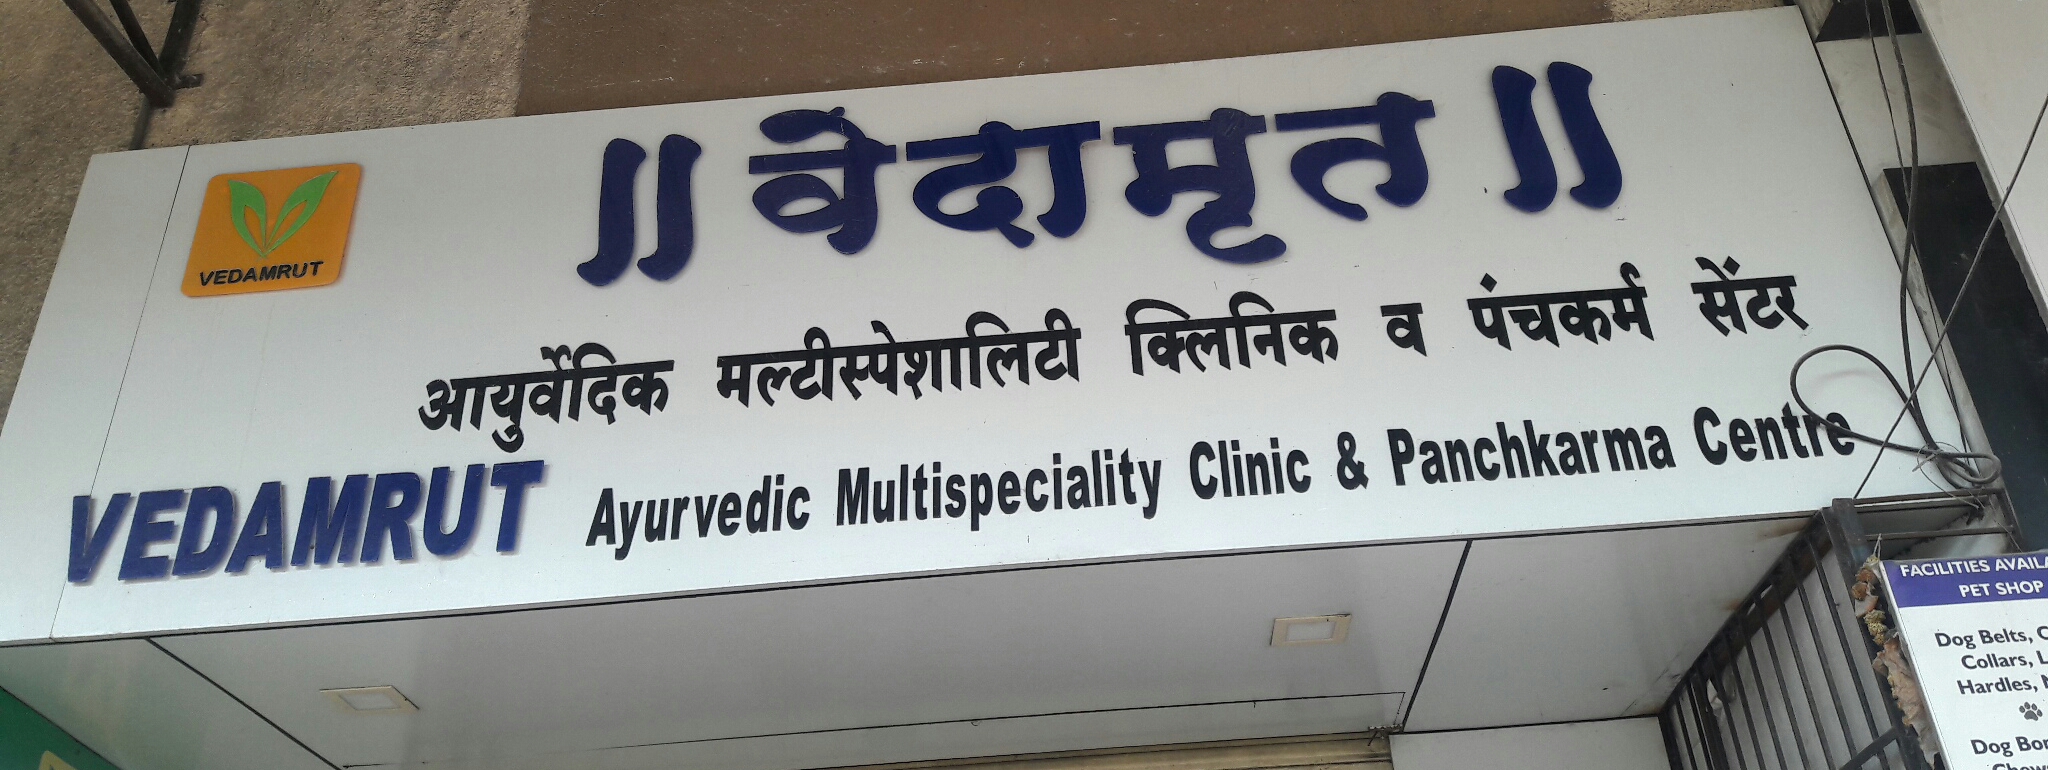 VEDAMRUT
॥ वेदामृत ॥
आयुर्वेदिक मल्टीस्पेशालिटी क्लिनिक व पंचकर्म सेंटर
VEDAMRUT Ayurvedic Multispeciality Clinic & Panchkarma Centre
FACILITIES
PET SHOP
Dog Belts,
Collars,
Hardles,
Dog